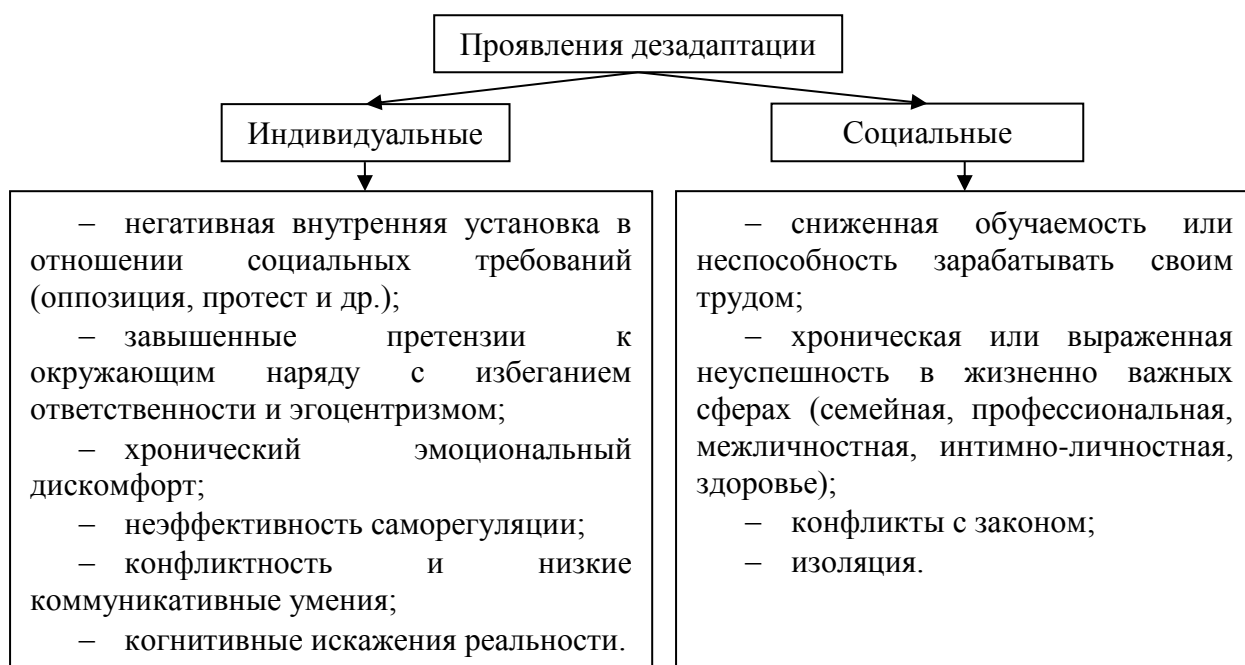 Проявления дезадаптации
Индивидуальные
Социальные
– негативная внутренняя установка в
отношении социальных требований
(оппозиция, протест и др.);
– завышенные претензии к
окружающим наряду с избеганием
ответственности и эгоцентризмом;
– хронический эмоциональный
дискомфорт;
– неэффективность саморегуляции;
– конфликтность и низкие
коммуникативные умения;
– когнитивные искажения реальности.
– сниженная обучаемость или
неспособность зарабатывать своим
трудом;
– хроническая или выраженная
неуспешность в жизненно важных
сферах (семейная, профессиональная,
межличностная, интимно-личностная,
здоровье);
– конфликты с законом;
– изоляция.